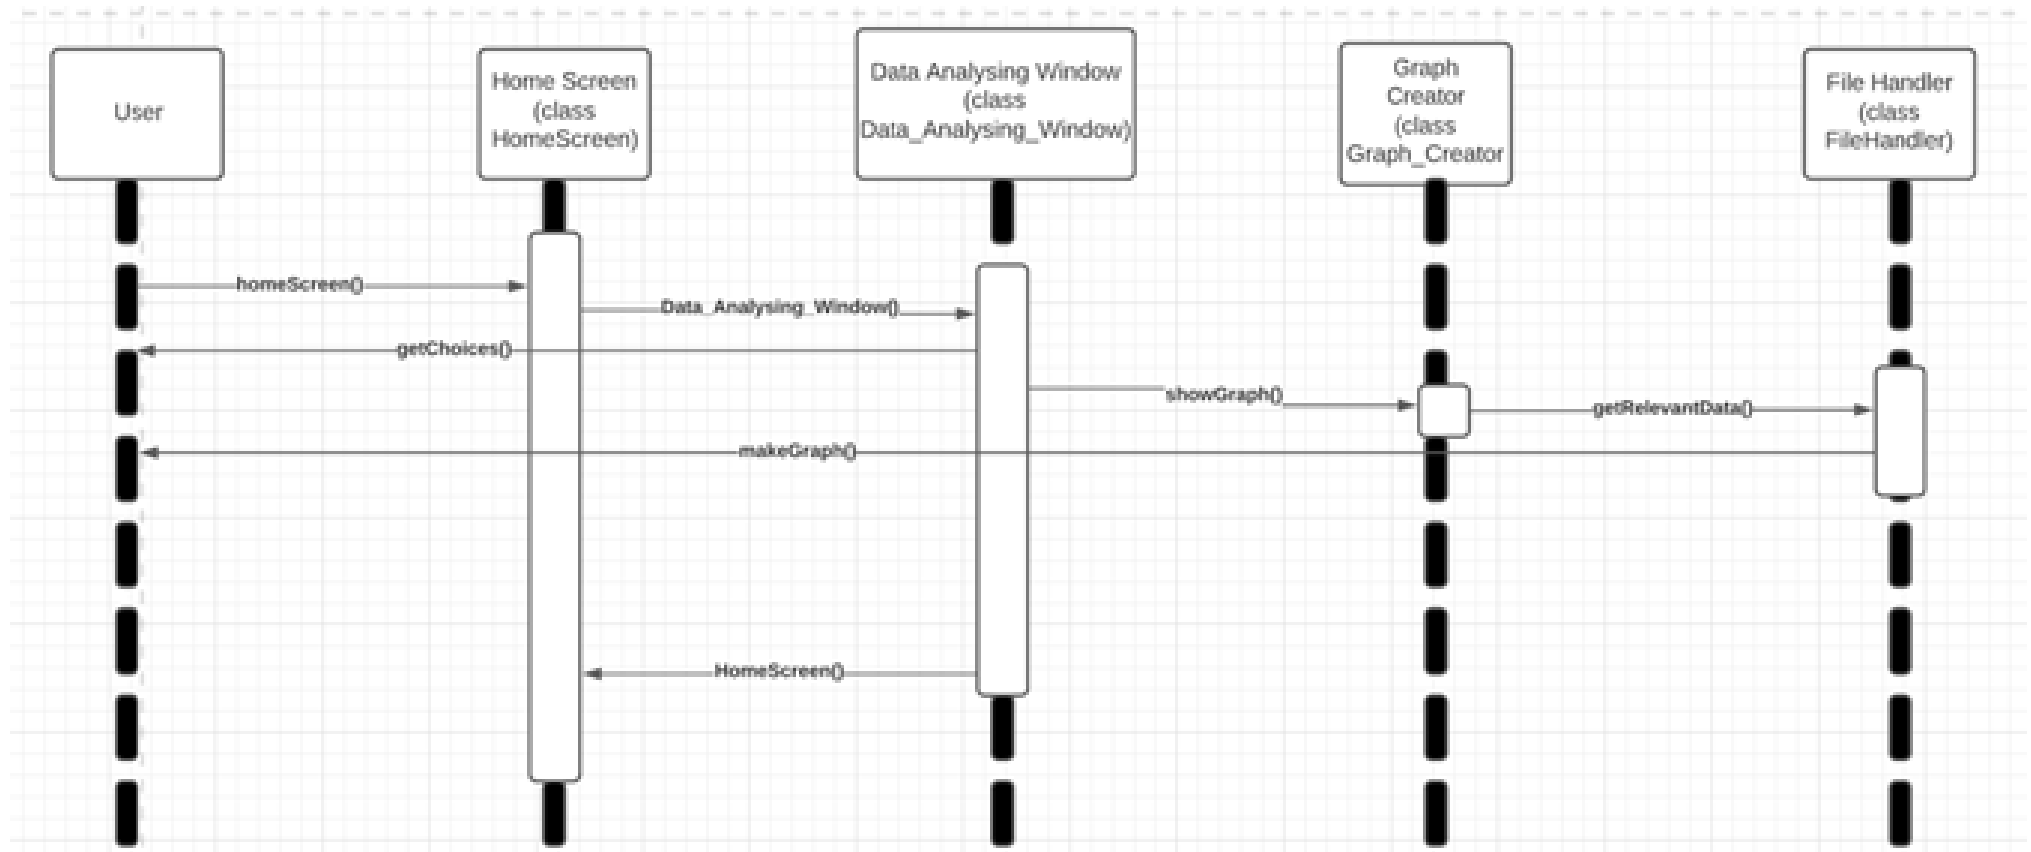 User
Home Screen
(class
HomeScreen)
Data Analysing Window
(class
Data_Analysing_Window)
Graph
Creator
(class
Graph_Creator
File Handler
(class
FileHandler)
homeScreen()
Data_Analysing_Window()
getChoices()
showGraph()
getRelevantData()
makeGraph()
HomeScreen()